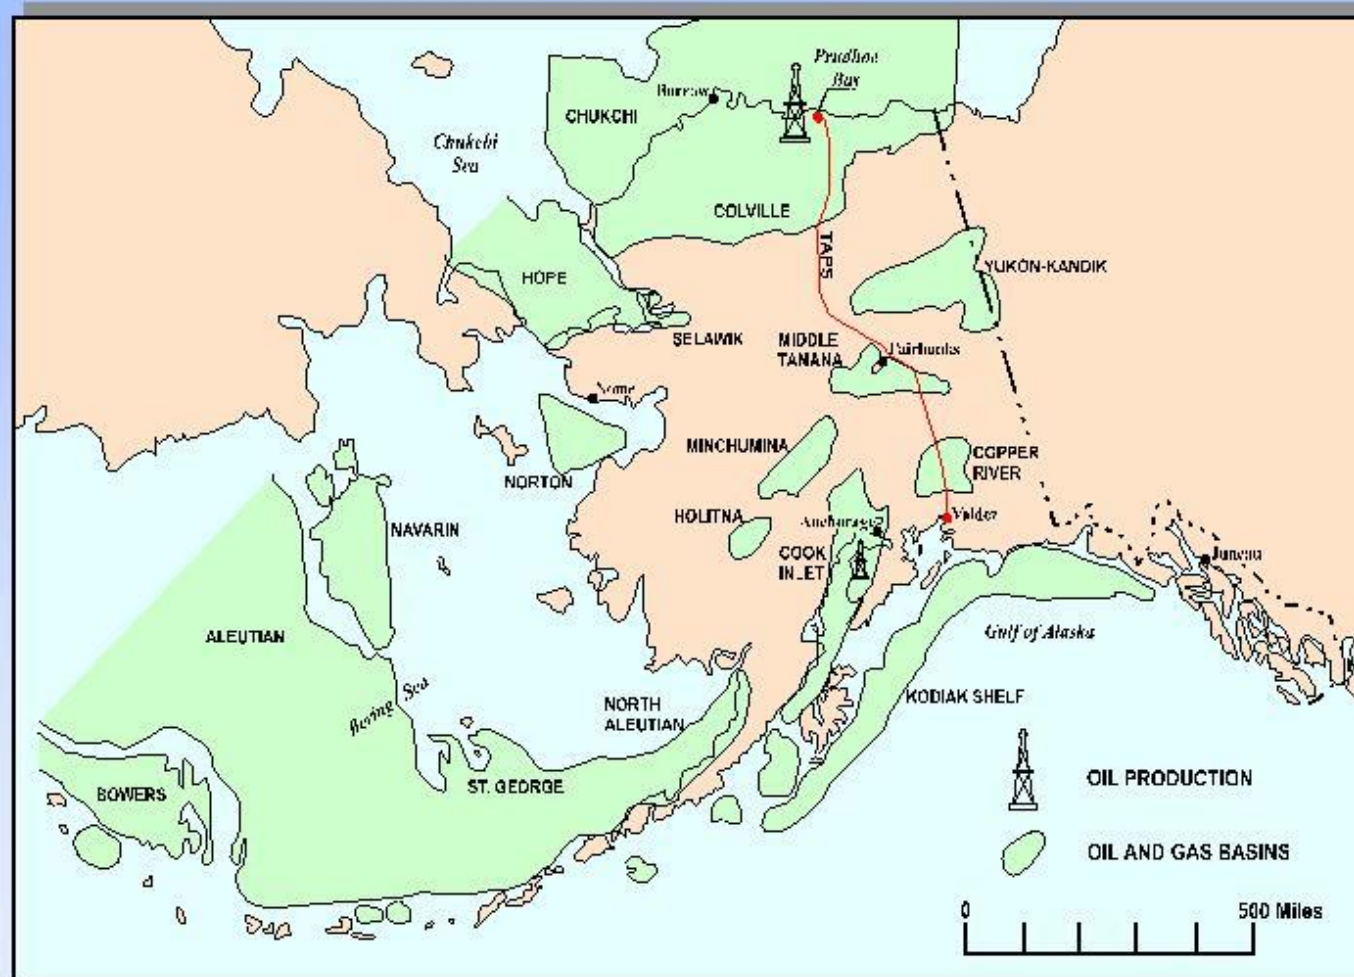 Prudhoe
Bay
Barrow
CHUKCHI
Chukchi
Sea
COLVILLE
TAPS
YUKON-KANDIK
HOPE
SELAWIK
MIDDLE
TANANA
Fairbanks
Nome
MINCHUMINA
COPPER
RIVER
NORTON
HOLITNA
Anchorage
Valdez
NAVARIN
COOK
INLET
Juneau
ALEUTIAN
Gulf of Alaska
Bering Sea
NORTH
ALEUTIAN
KODIAK SHELF
ST. GEORGE
BOWERS
OIL PRODUCTION
OIL AND GAS BASINS
0 500 Miles